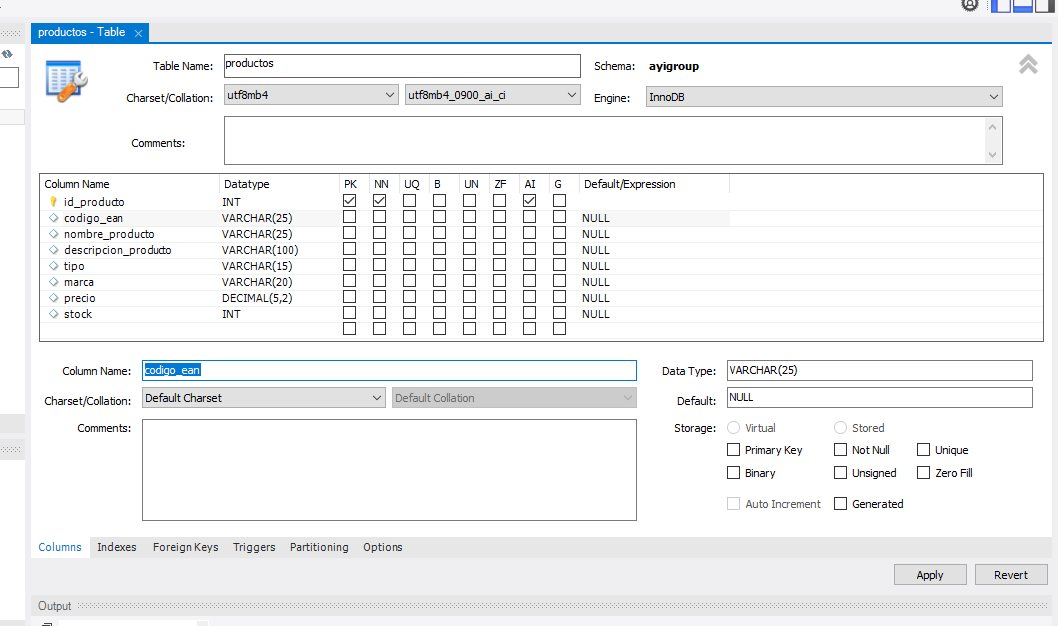 productos - Table
Table Name: productos Schema: ayigroup
Charset/Collation: utf8mb4 utf8mb4_0900_ai_ci Engine: InnoDB
Comments:
Column Name Datatype PK NN UQ B UN ZF AI G Default/Expression
id_producto INT
codigo_ean VARCHAR(25) NULL
nombre_producto VARCHAR(25) NULL
descripcion_producto VARCHAR(100) NULL
tipo VARCHAR(15) NULL
marca VARCHAR(20) NULL
precio DECIMAL(5,2) NULL
stock INT NULL
Column Name: codigo_ean Data Type: VARCHAR(25)
Charset/Collation: Default Charset Default Collation Default: NULL
Comments: Storage: Virtual Stored
Primary Key Not Null Unique
Binary Unsigned Zero Fill
Auto Increment Generated
Columns Indexes Foreign Keys Triggers Partitioning Options
Apply Revert
Output